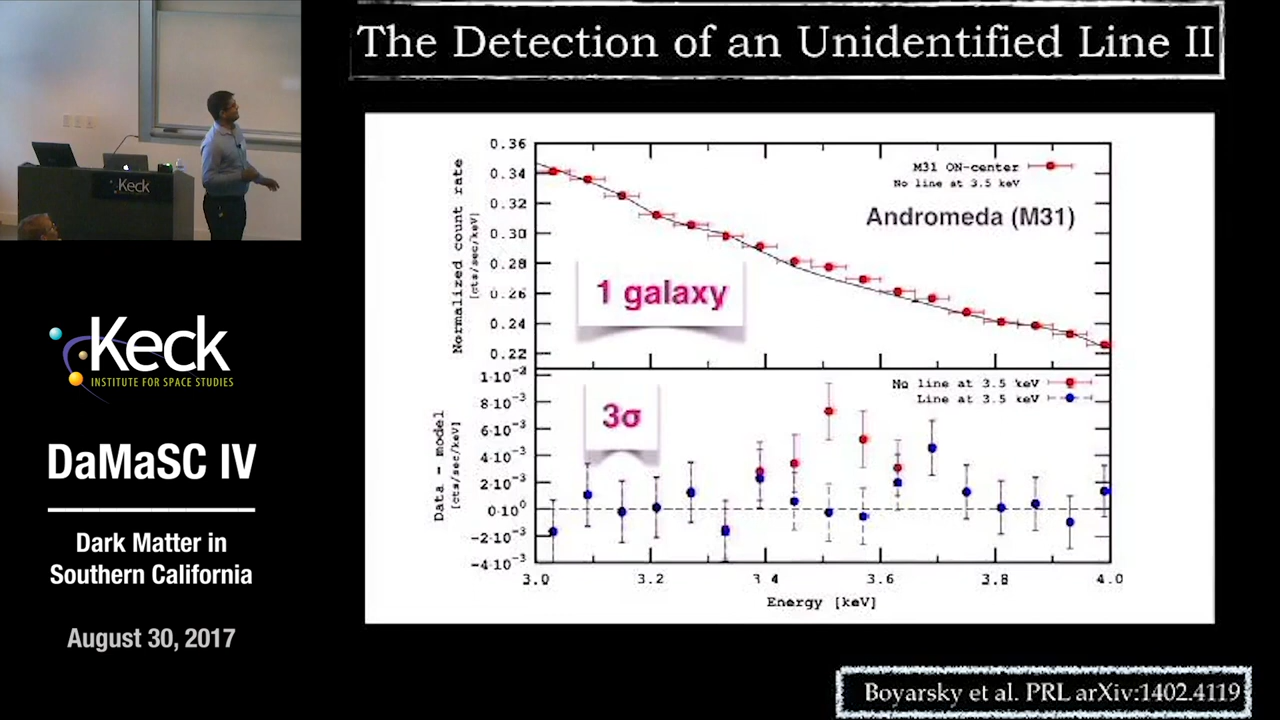 The Detection of an Unidentified Line II
Keck
Keck
INSTITUTE FOR SPACE STUDIES
DaMaSC IV
Dark Matter in
Southern California
August 30, 2017
0.36
0.34
0.32
0.30
0.28
0.26
0.24
0.22
Normalized count rate
[cts/sec/keV]
M31 ON-center
No line at 3.5 keV
Andromeda (M31)
1 galaxy
1·10⁻²
8·10⁻³
6·10⁻³
4·10⁻³
2·10⁻³
0·10⁰
-2·10⁻³
-4·10⁻³
Data - model
[cts/sec/keV]
No line at 3.5 keV
Line at 3.5 keV
3σ
3.0 3.2 3.4 3.6 3.8 4.0
Energy [keV]
Boyarsky et al. PRL arXiv:1402.4119